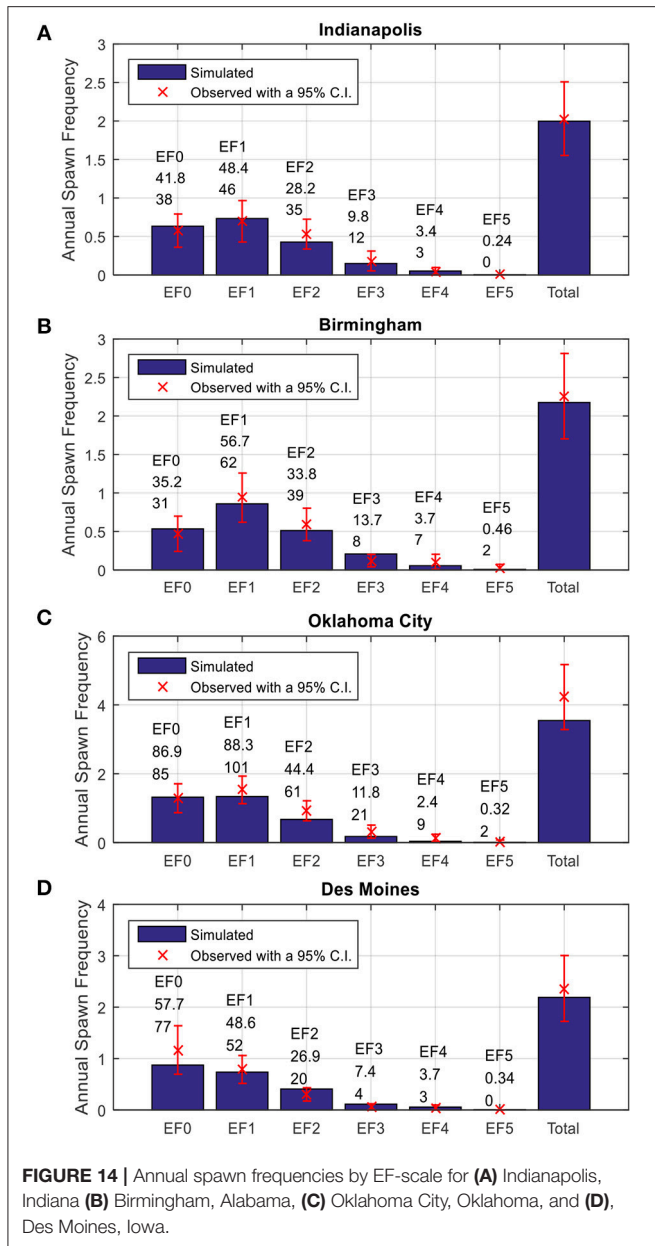 A
Indianapolis
Annual Spawn Frequency
3
2.5
2
1.5
1
0.5
0
Simulated
Observed with a 95% C.I.
EF0
41.8
38
EF1
48.4
46
EF2
28.2
35
EF3
9.8
12
EF4
3.4
3
EF5
0.24
0
EF0 EF1 EF2 EF3 EF4 EF5 Total
B
Birmingham
Annual Spawn Frequency
3
2.5
2
1.5
1
0.5
0
Simulated
Observed with a 95% C.I.
EF0
35.2
31
EF1
56.7
62
EF2
33.8
39
EF3
13.7
8
EF4
3.7
7
EF5
0.46
2
EF0 EF1 EF2 EF3 EF4 EF5 Total
C
Oklahoma City
Annual Spawn Frequency
6
4
2
0
Simulated
Observed with a 95% C.I.
EF0
86.9
85
EF1
88.3
101
EF2
44.4
61
EF3
11.8
21
EF4
2.4
9
EF5
0.32
2
EF0 EF1 EF2 EF3 EF4 EF5 Total
D
Des Moines
Annual Spawn Frequency
4
3
2
1
0
Simulated
Observed with a 95% C.I.
EF0
57.7
77
EF1
48.6
52
EF2
26.9
20
EF3
7.4
4
EF4
3.7
3
EF5
0.34
0
EF0 EF1 EF2 EF3 EF4 EF5 Total
FIGURE 14 | Annual spawn frequencies by EF-scale for (A) Indianapolis,
Indiana (B) Birmingham, Alabama, (C) Oklahoma City, Oklahoma, and (D),
Des Moines, Iowa.